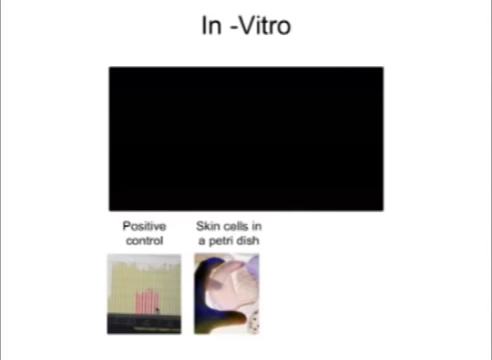 In -Vitro
Positive
control
Skin cells in
a petri dish